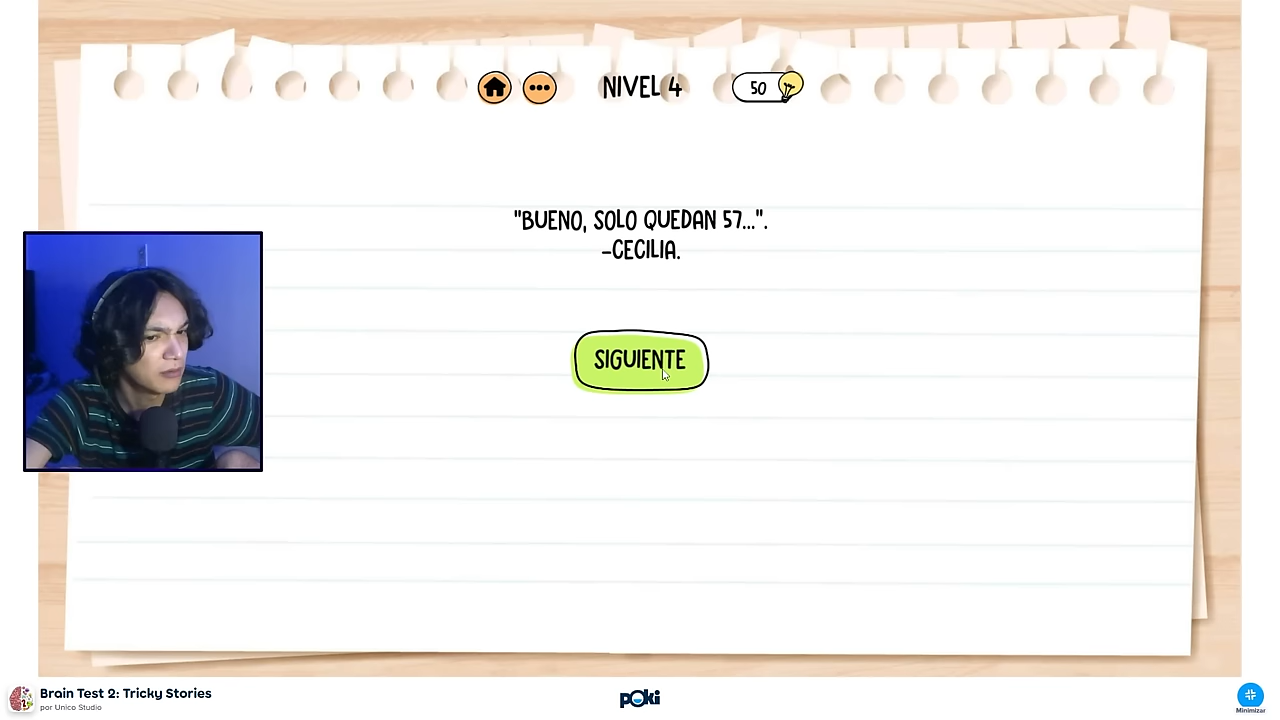 NIVEL 4
50
"BUENO, SOLO QUEDAN 57...".
-CECILIA.
SIGUIENTE
Brain Test 2: Tricky Stories
por Unico Studio
poki
Minimizar